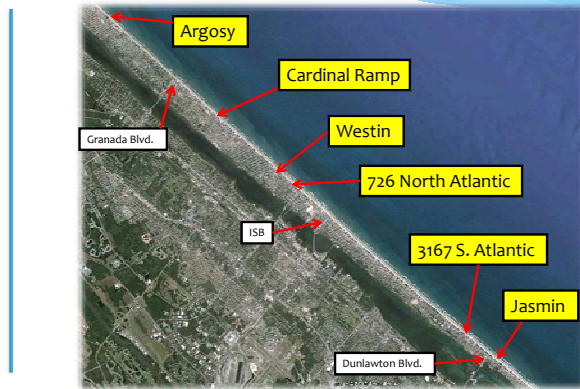 Argosy
Cardinal Ramp
Granada Blvd.
Westin
726 North Atlantic
ISB
3167 S. Atlantic
Jasmin
Dunlawton Blvd.